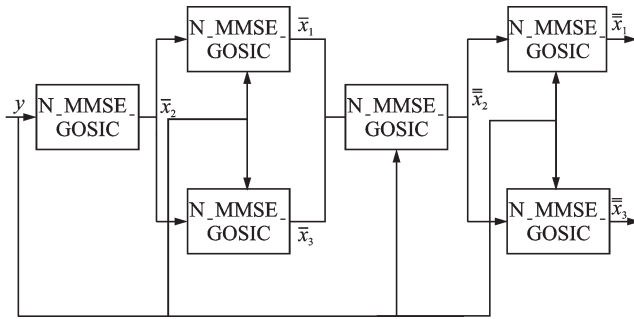 N_MMSE_
GOSIC
x̅₁
N_MMSE_
GOSIC
x̿₁
y
N_MMSE_
GOSIC
x̅₂
N_MMSE_
GOSIC
x̿₂
N_MMSE_
GOSIC
x̅₃
N_MMSE_
GOSIC
x̿₃